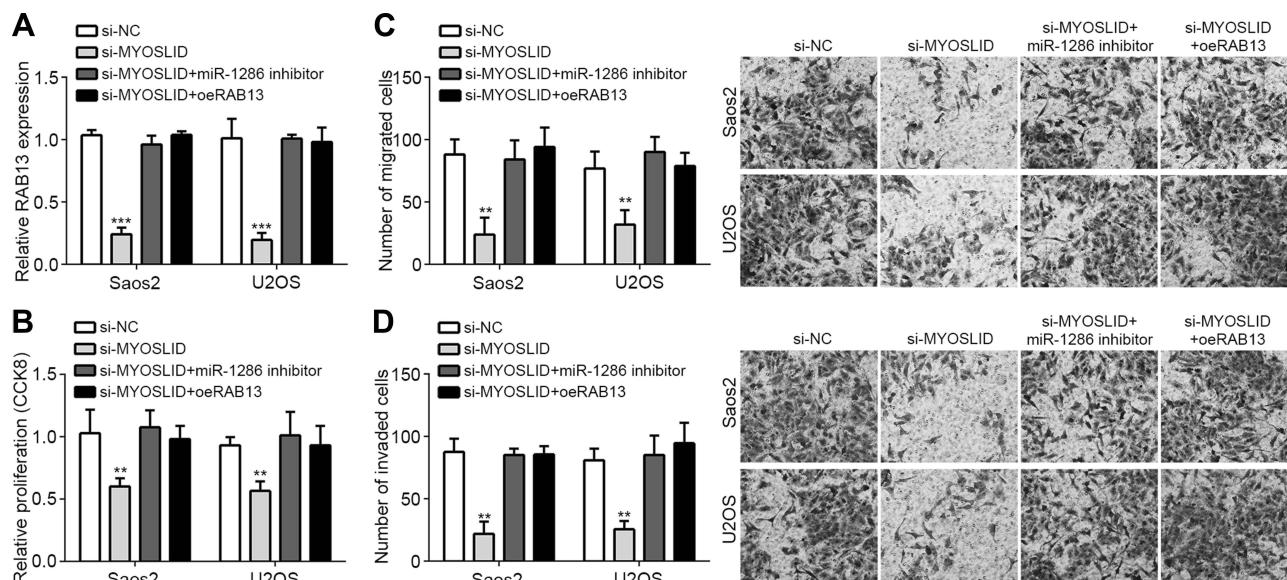 A
si-NC
si-MYOSLID
si-MYOSLID+miR-1286 inhibitor
si-MYOSLID+oeRAB13
Relative RAB13 expression
1.5
1.0
0.5
0.0
***
***
Saos2
U2OS
B
si-NC
si-MYOSLID
si-MYOSLID+miR-1286 inhibitor
si-MYOSLID+oeRAB13
Relative proliferation (CCK8)
1.5
1.0
0.5
0.0
**
**
Saos2
U2OS
C
si-NC
si-MYOSLID
si-MYOSLID+miR-1286 inhibitor
si-MYOSLID+oeRAB13
Number of migrated cells
150
100
50
0
**
**
Saos2
U2OS
si-NC
si-MYOSLID
si-MYOSLID+
miR-1286 inhibitor
si-MYOSLID
+oeRAB13
Saos2
U2OS
D
si-NC
si-MYOSLID
si-MYOSLID+miR-1286 inhibitor
si-MYOSLID+oeRAB13
Number of invaded cells
150
100
50
0
**
**
Saos2
U2OS
si-NC
si-MYOSLID
si-MYOSLID+
miR-1286 inhibitor
si-MYOSLID
+oeRAB13
Saos2
U2OS